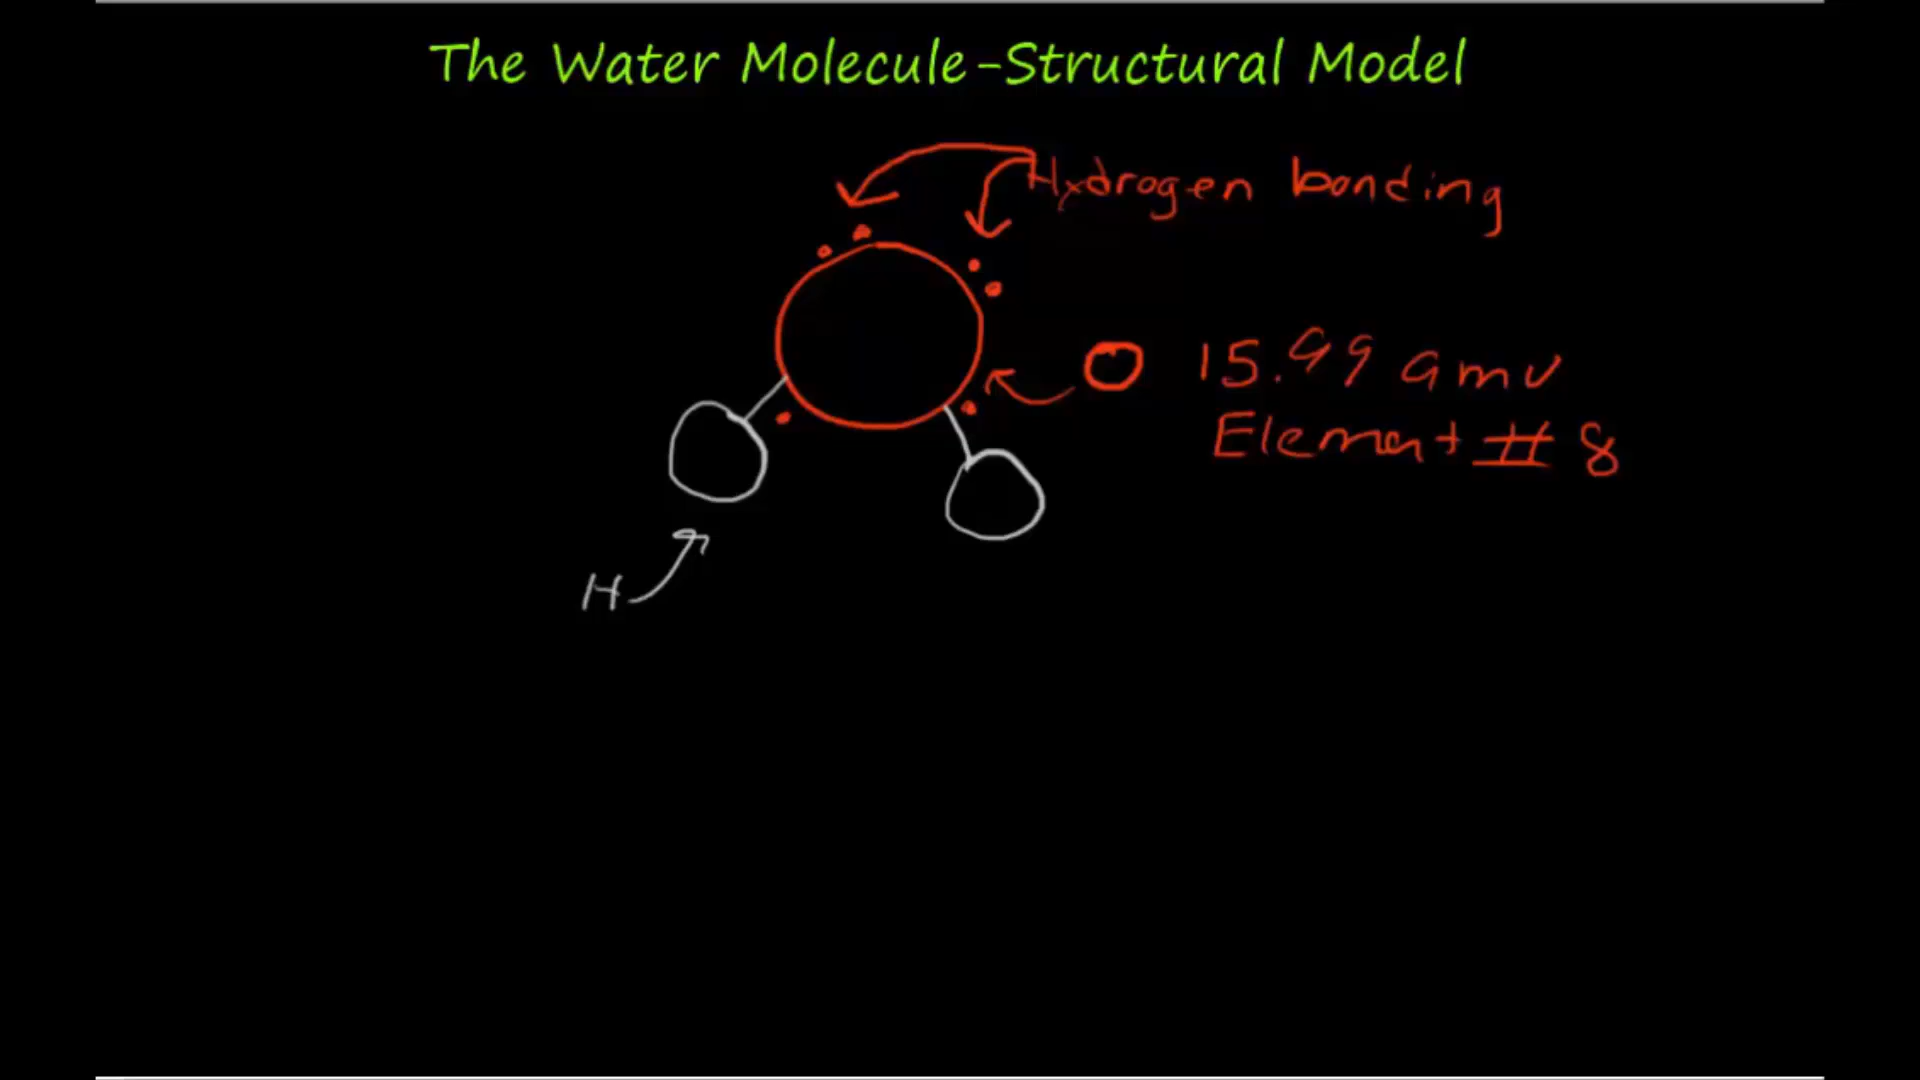 The Water Molecule-Structural Model
Hydrogen bonding
O 15.99 amu
Element # 8
H